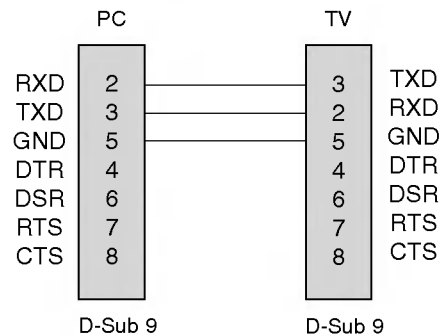 PC TV
RXD 2 3 TXD
TXD 3 2 RXD
GND 5 5 GND
DTR 4 4 DTR
DSR 6 6 DSR
RTS 7 7 RTS
CTS 8 8 CTS
D-Sub 9 D-Sub 9